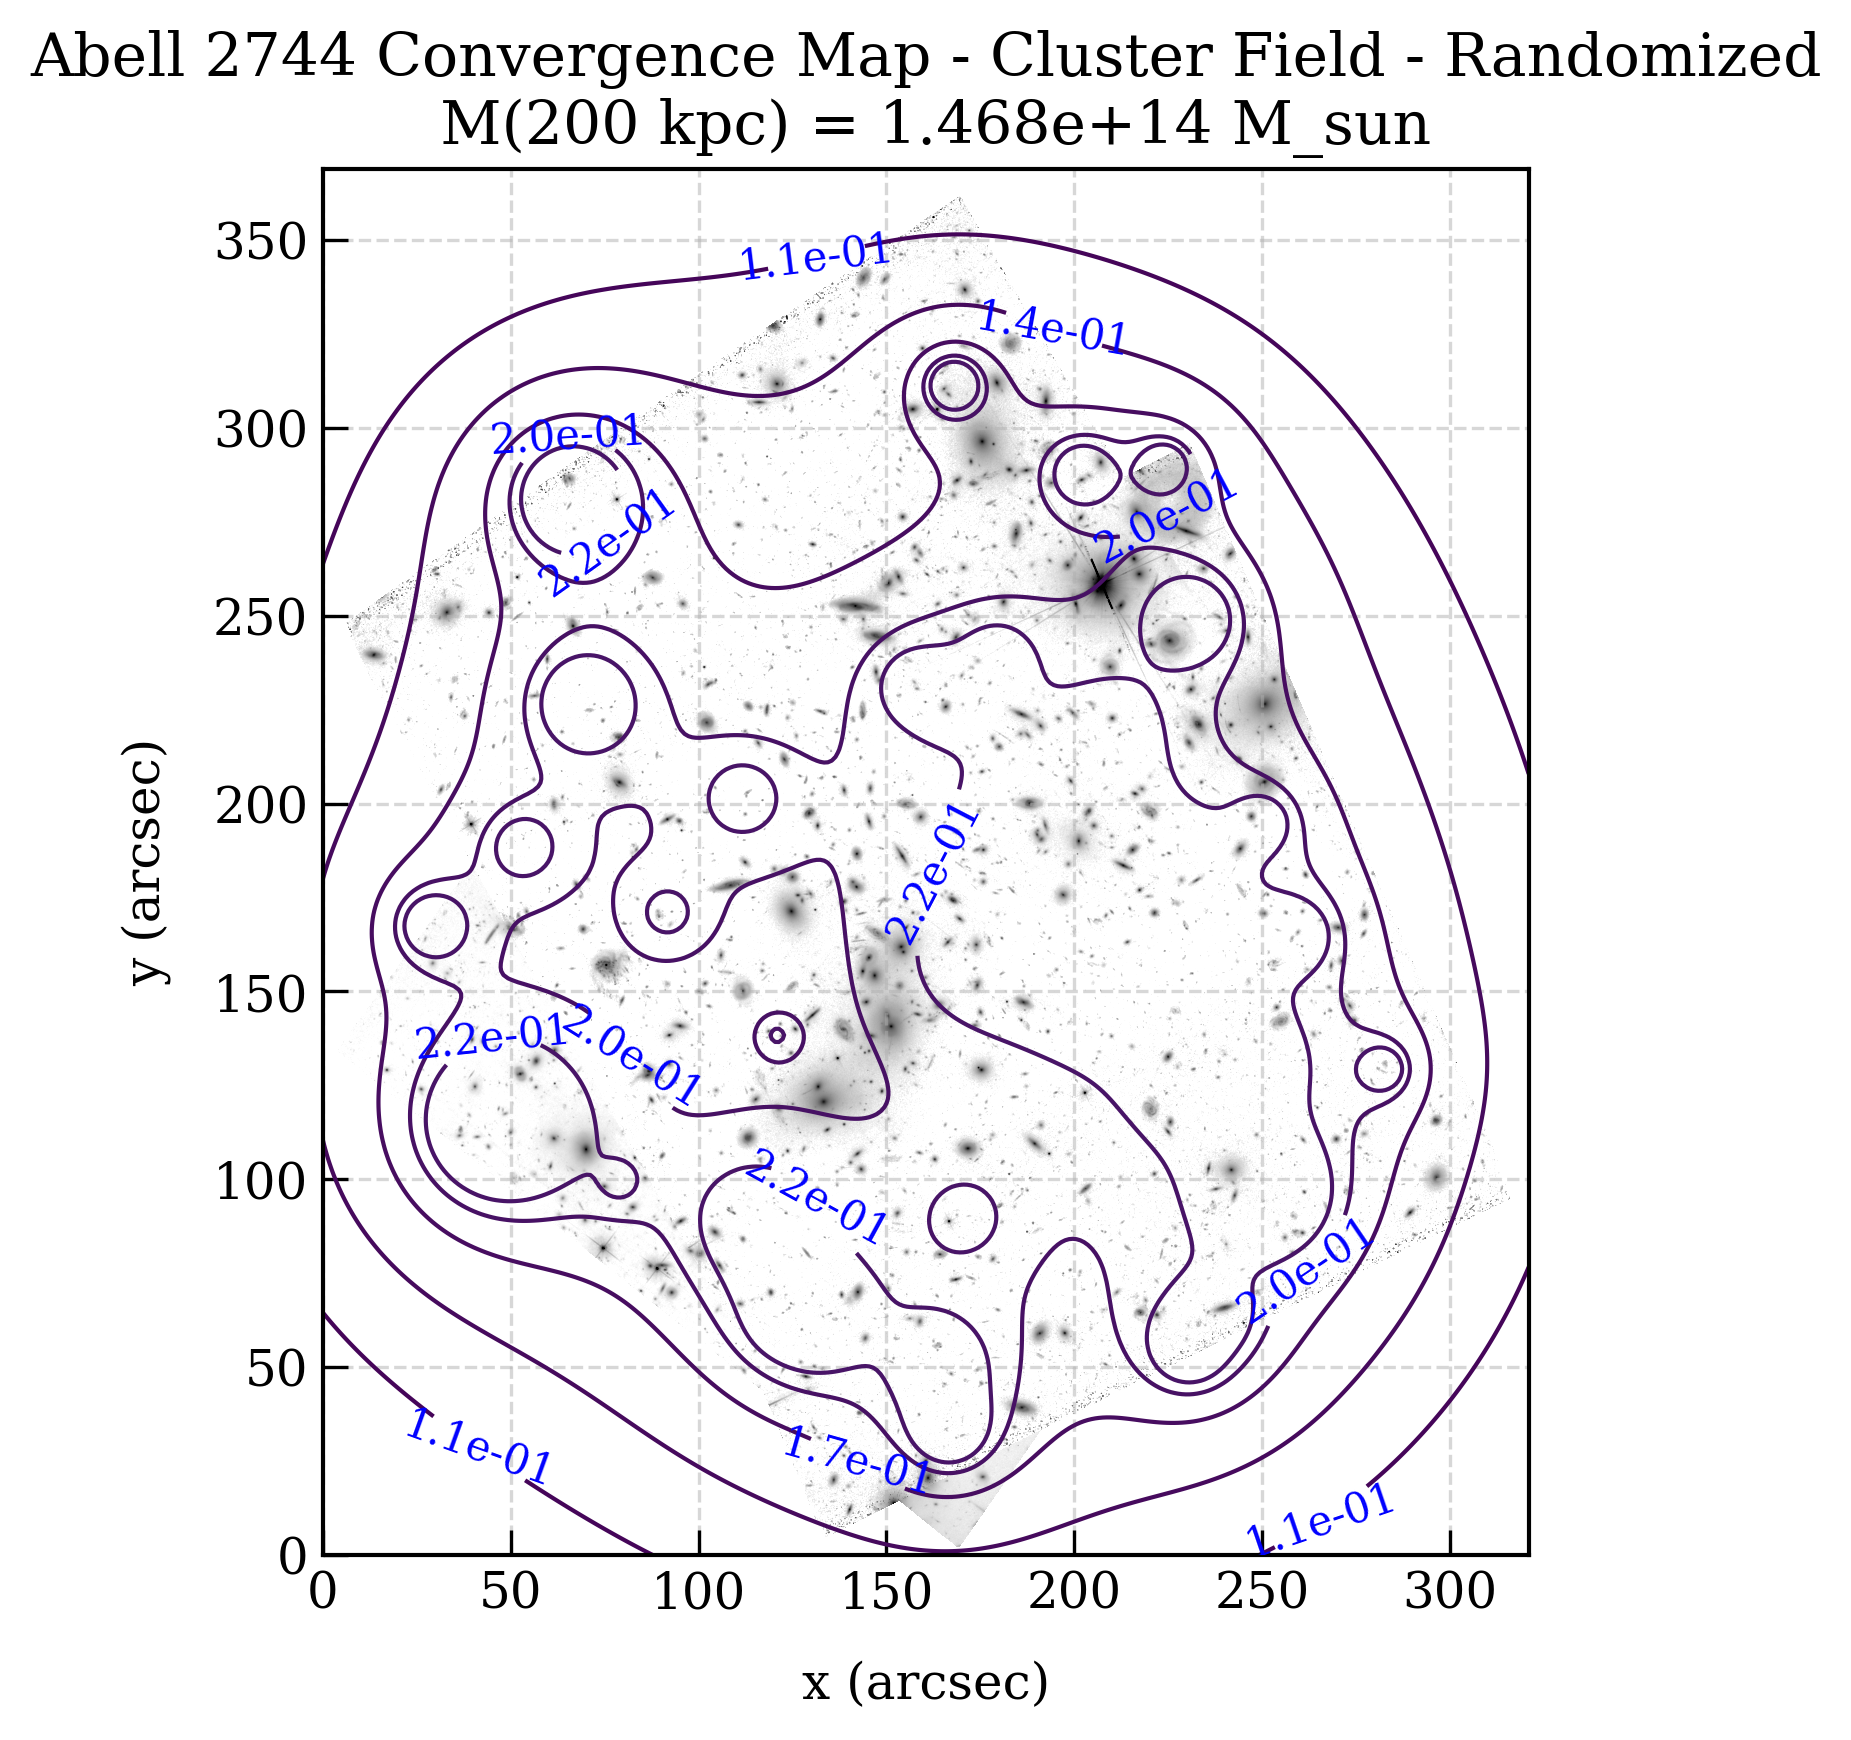 Abell 2744 Convergence Map - Cluster Field - Randomized
M(200 kpc) = 1.468e+14 M_sun
350
300
250
200
150
100
50
0
y (arcsec)
1.1e-01
1.4e-01
2.0e-01
2.2e-01
2.0e-01
2.2e-01
2.2e-01
2.0e-01
2.2e-01
2.0e-01
1.7e-01
1.1e-01
1.1e-01
0
50
100
150
200
250
300
x (arcsec)